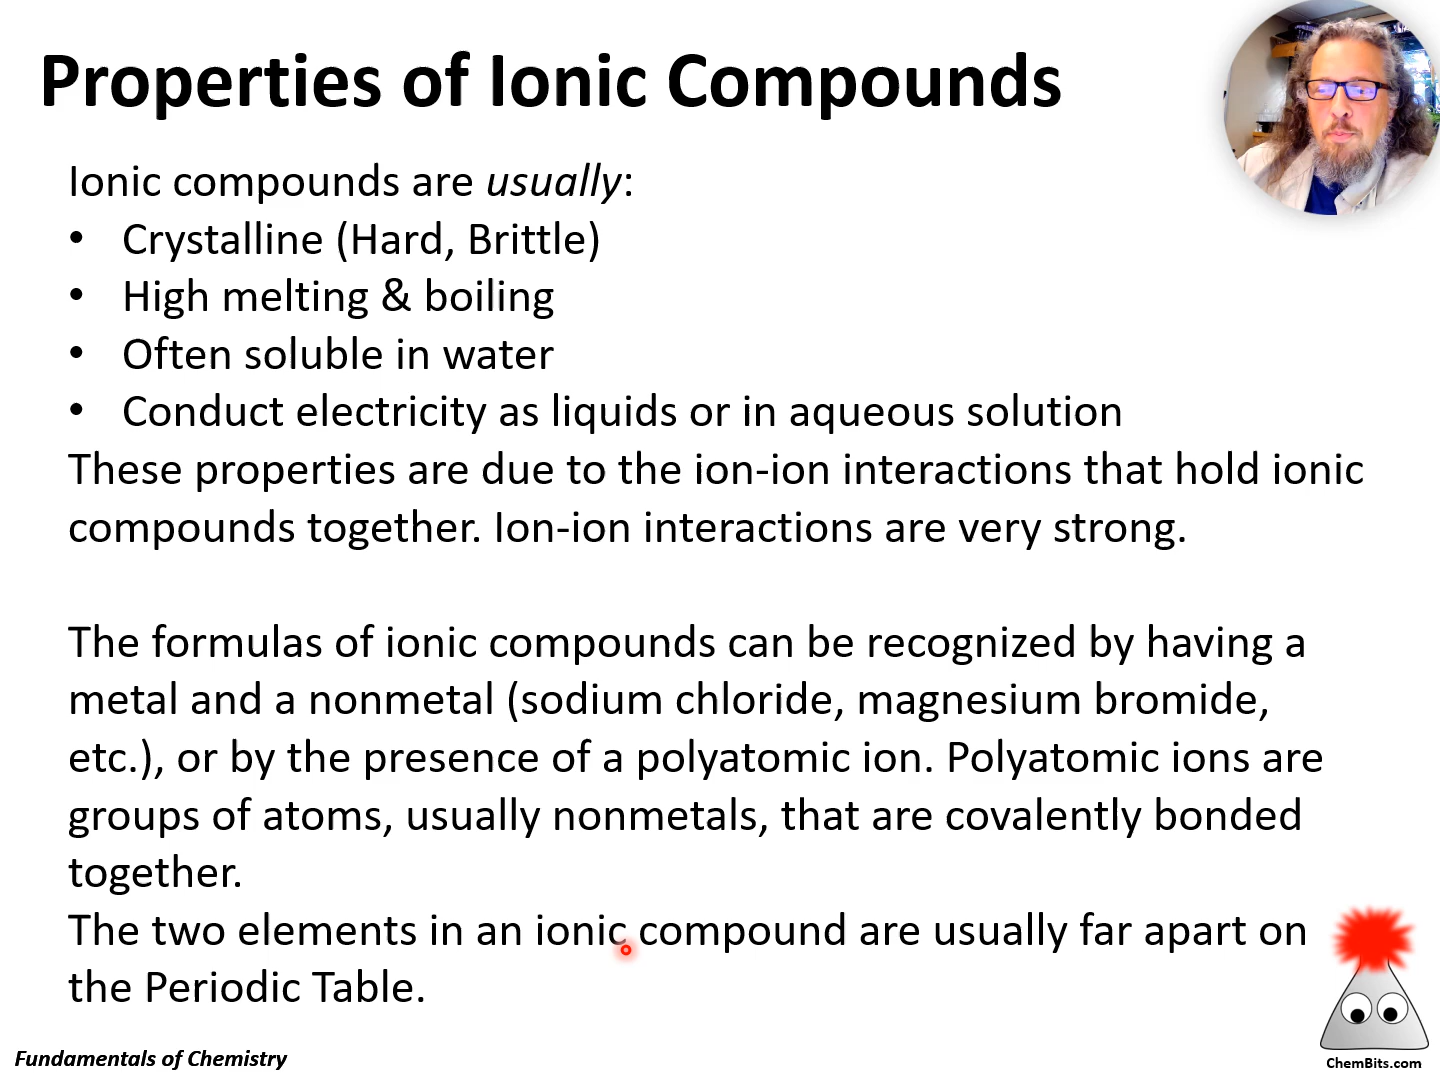 Properties of Ionic Compounds
Ionic compounds are usually:
• Crystalline (Hard, Brittle)
• High melting & boiling
• Often soluble in water
• Conduct electricity as liquids or in aqueous solution
These properties are due to the ion-ion interactions that hold ionic
compounds together. Ion-ion interactions are very strong.
The formulas of ionic compounds can be recognized by having a
metal and a nonmetal (sodium chloride, magnesium bromide,
etc.), or by the presence of a polyatomic ion. Polyatomic ions are
groups of atoms, usually nonmetals, that are covalently bonded
together.
The two elements in an ionic compound are usually far apart on
the Periodic Table.
Fundamentals of Chemistry
ChemBits.com